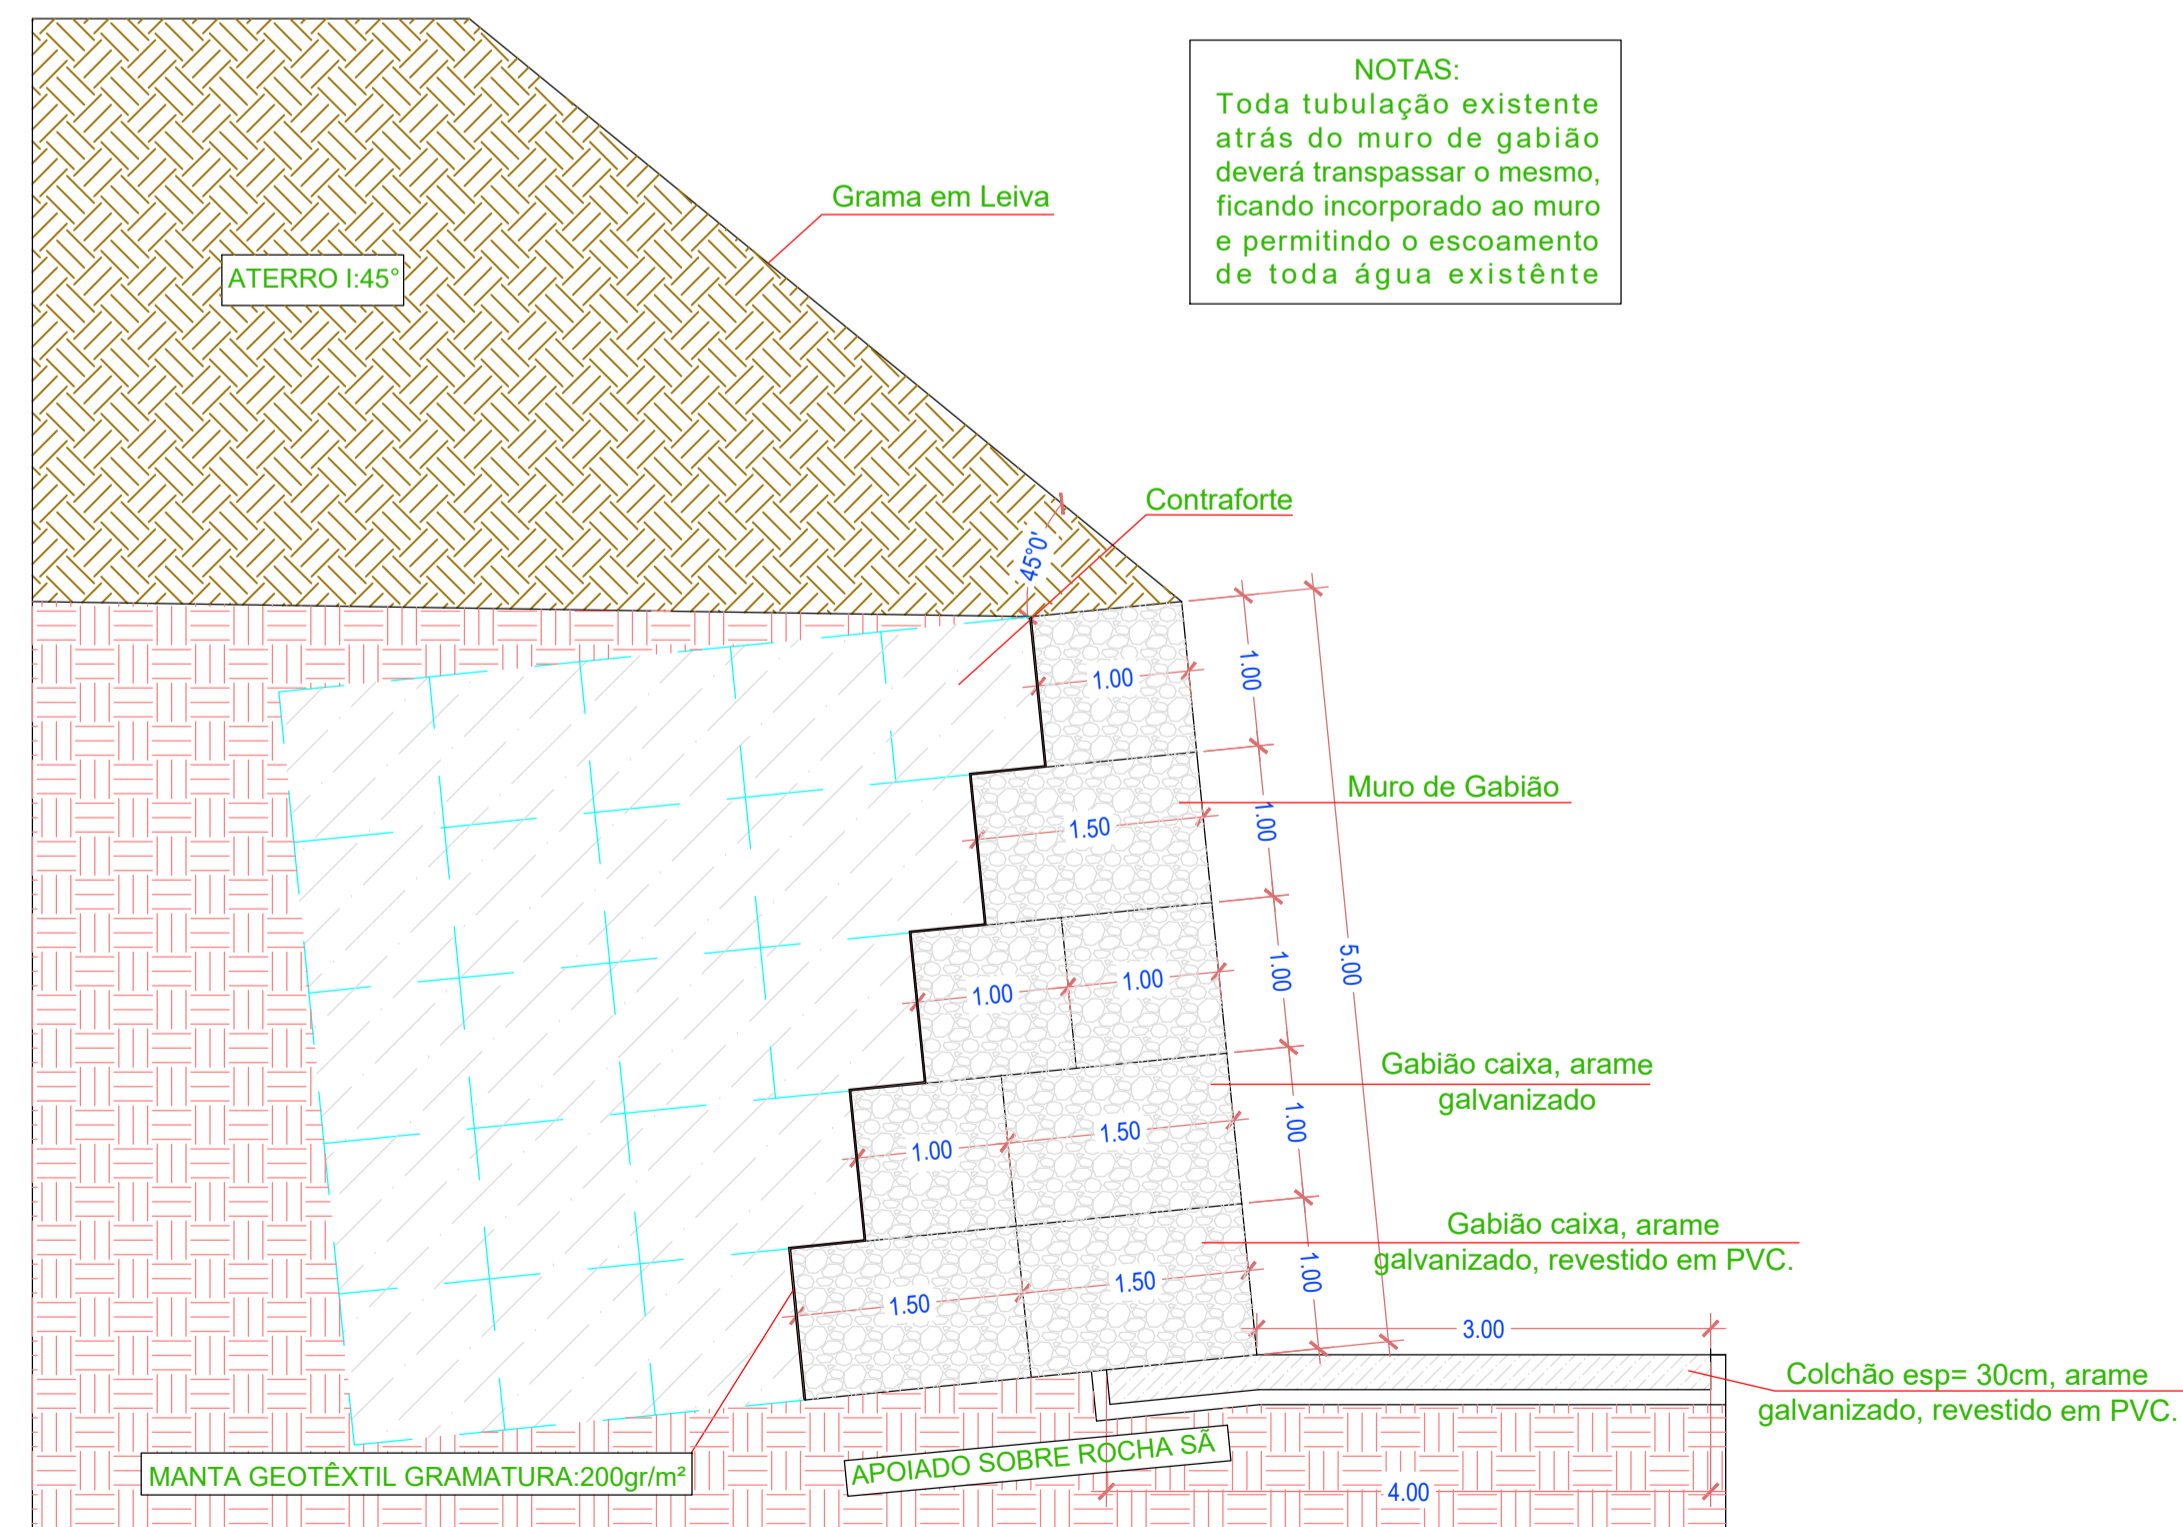 NOTAS:
Toda tubulação existente
atrás do muro de gabião
deverá transpassar o mesmo,
ficando incorporado ao muro
e permitindo o escoamento
de toda água existênte
Grama em Leiva
ATERRO I:45°
Contraforte
45°0'
1.00
1.00
Muro de Gabião
1.50
1.00
5.00
1.00
1.00
1.00
Gabião caixa, arame
galvanizado
1.00
1.50
1.00
Gabião caixa, arame
galvanizado, revestido em PVC.
1.50
1.50
1.00
3.00
Colchão esp= 30cm, arame
galvanizado, revestido em PVC.
MANTA GEOTÊXTIL GRAMATURA:200gr/m²
APOIADO SOBRE ROCHA SÃ
4.00